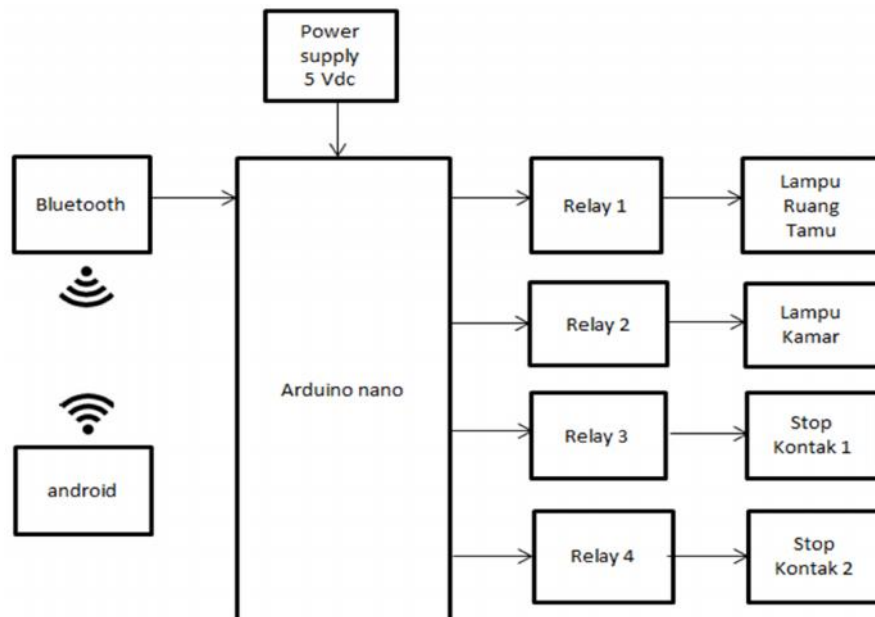 Power
supply
5 Vdc
Bluetooth
android
Arduino nano
Relay 1
Lampu
Ruang
Tamu
Relay 2
Lampu
Kamar
Relay 3
Stop
Kontak 1
Relay 4
Stop
Kontak 2